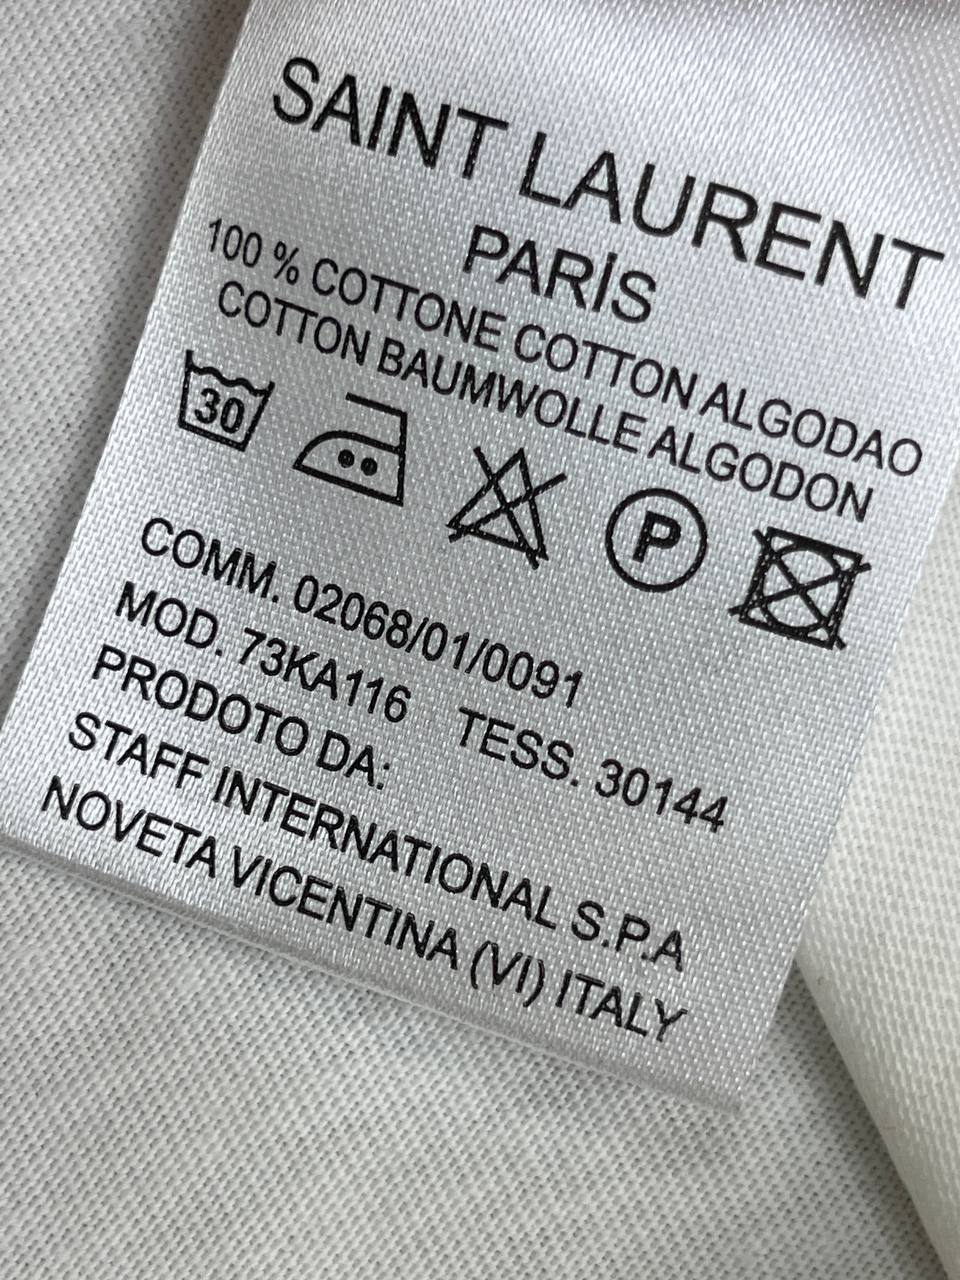 SAINT LAURENT
PARİS
100 % COTTONE COTTON ALGODAO
COTTON BAUMWOLLE ALGODON
30
P
COMM. 02068/01/0091
MOD. 73KA116 TESS. 30144
PRODOTO DA:
STAFF INTERNATIONAL S.P.A
NOVETA VICENTINA (VI) ITALY